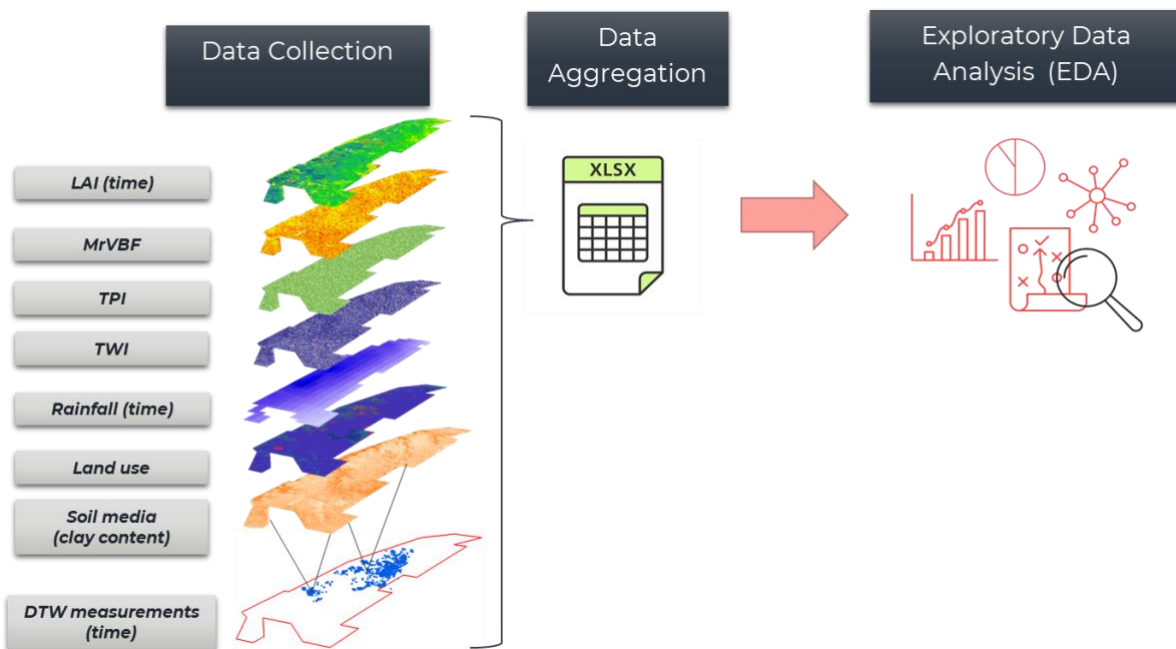 Data Collection
Data
Aggregation
Exploratory Data
Analysis (EDA)
LAI (time)
MrVBF
TPI
TWI
Rainfall (time)
Land use
Soil media
(clay content)
DTW measurements
(time)
XLSX